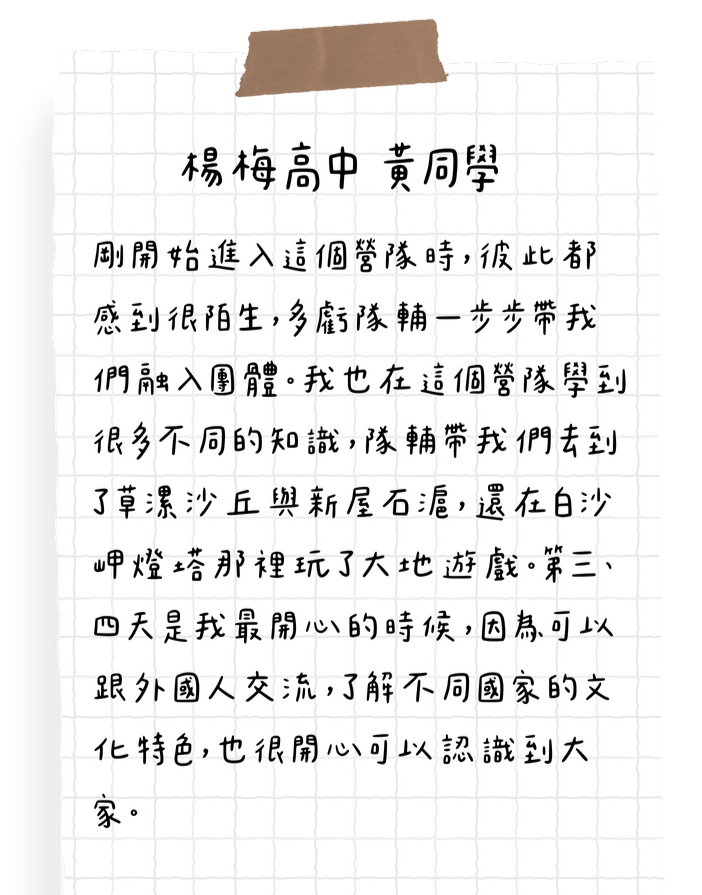 楊梅高中 黃同學
剛開始進入這個營隊時，彼此都
感到很陌生，多虧隊輔一步步帶我
們融入團體。我也在這個營隊學到
很多不同的知識，隊輔帶我們去到
了草漯沙丘與新屋石滬，還在白沙
岬燈塔那裡玩了大地遊戲。第三、
四天是我最開心的時候，因為可以
跟外國人交流，了解不同國家的文
化特色，也很開心可以認識到大
家。